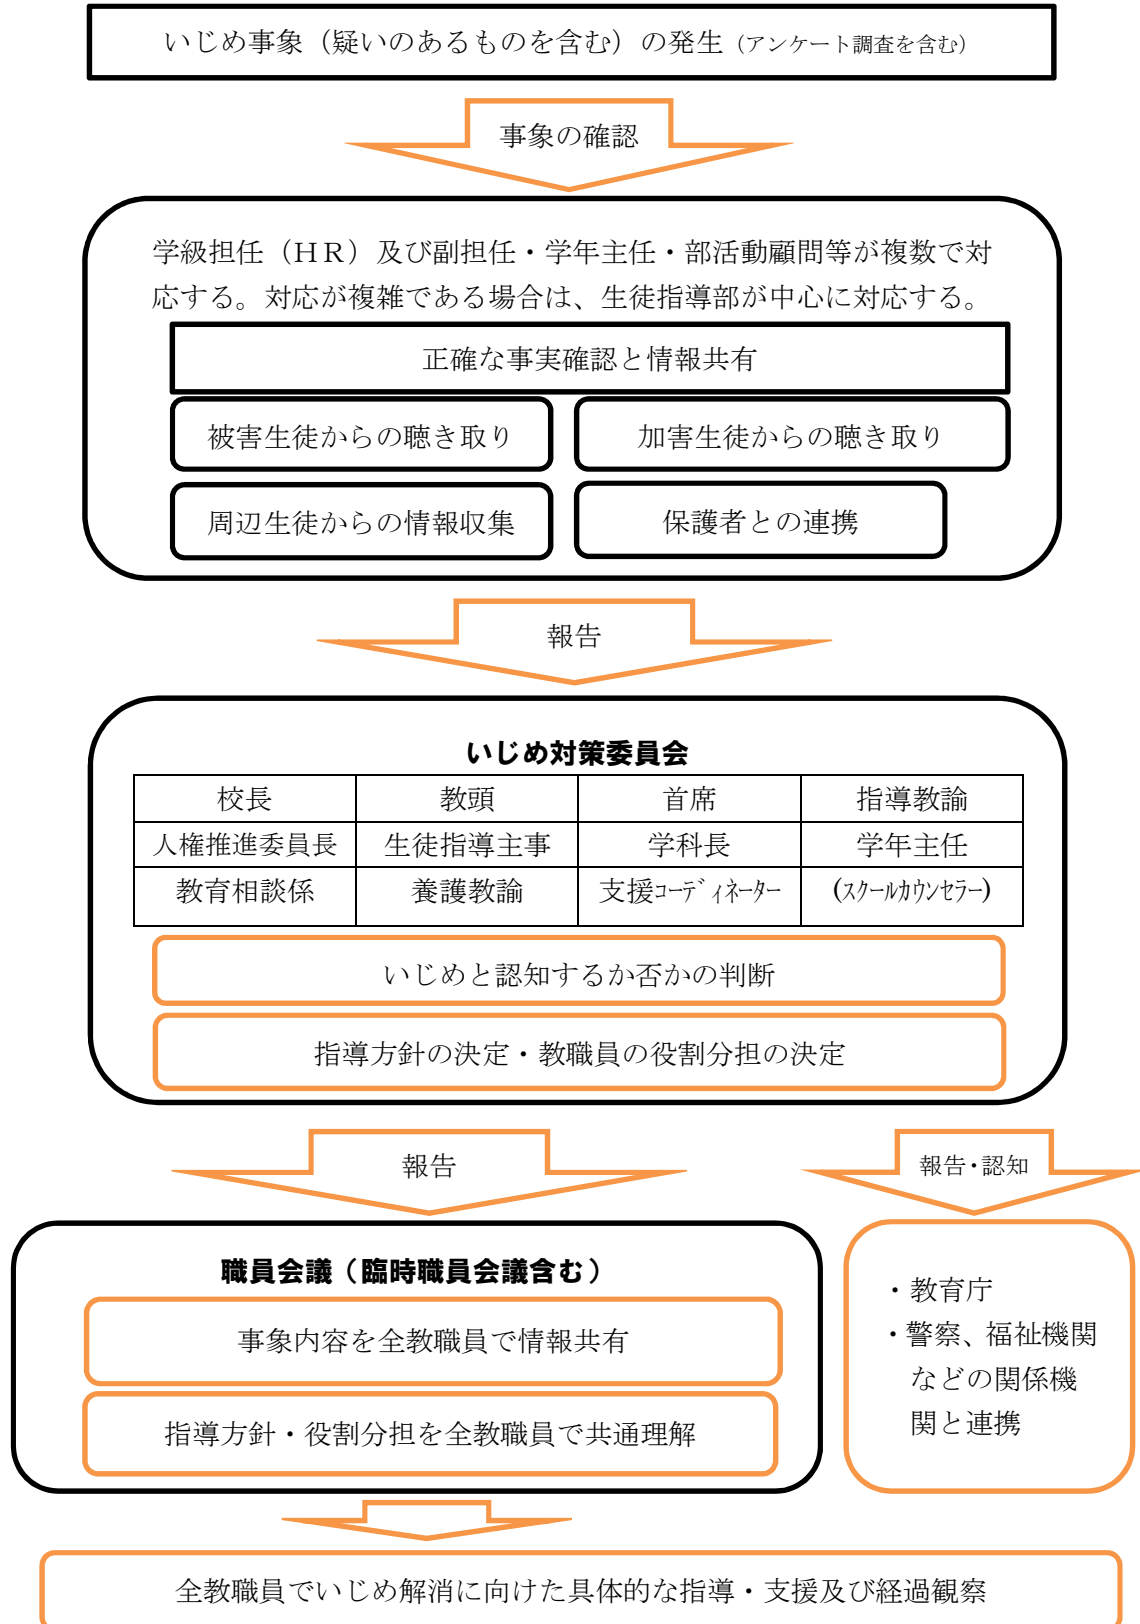 いじめ事象（疑いのあるものを含む）の発生（アンケート調査を含む）
事象の確認
学級担任（ＨＲ）及び副担任・学年主任・部活動顧問等が複数で対
応する。対応が複雑である場合は、生徒指導部が中心に対応する。
正確な事実確認と情報共有
被害生徒からの聴き取り
加害生徒からの聴き取り
周辺生徒からの情報収集
保護者との連携
報告
いじめ対策委員会
校長 教頭 首席 指導教諭
人権推進委員長 生徒指導主事 学科長 学年主任
教育相談係 養護教諭 支援ｺｰﾃﾞｨﾈｰﾀｰ (ｽｸｰﾙｶｳﾝｾﾗｰ)
いじめと認知するか否かの判断
指導方針の決定・教職員の役割分担の決定
報告
報告・認知
職員会議（臨時職員会議含む）
事象内容を全教職員で情報共有
指導方針・役割分担を全教職員で共通理解
・教育庁
・警察、福祉機関
などの関係機
関と連携
全教職員でいじめ解消に向けた具体的な指導・支援及び経過観察